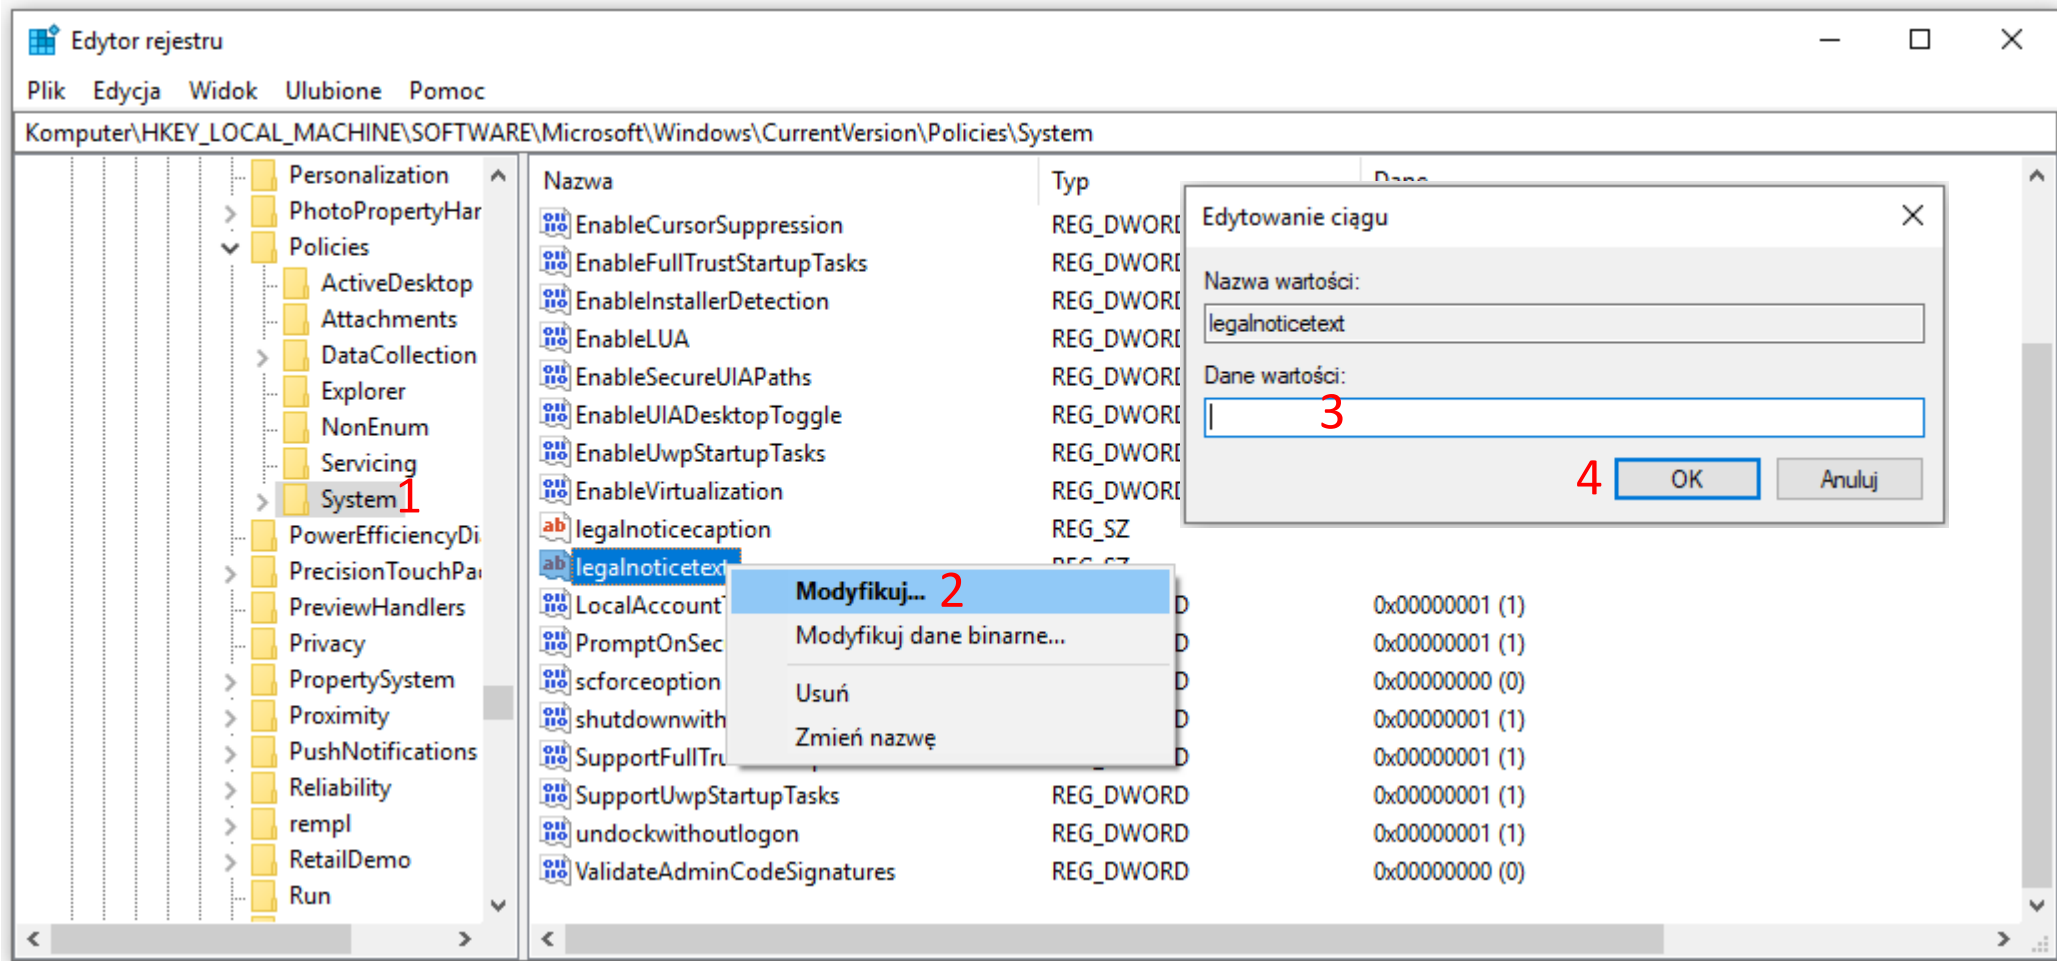 Edytor rejestru
Plik Edycja Widok Ulubione Pomoc
Komputer\HKEY_LOCAL_MACHINE\SOFTWARE\Microsoft\Windows\CurrentVersion\Policies\System
Personalization
PhotoPropertyHar
Policies
ActiveDesktop
Attachments
DataCollection
Explorer
NonEnum
Servicing
System 1
PowerEfficiencyDi
PrecisionTouchPa
PreviewHandlers
Privacy
PropertySystem
Proximity
PushNotifications
Reliability
rempl
RetailDemo
Run
Nazwa Typ Dane
EnableCursorSuppression REG_DWORD
EnableFullTrustStartupTasks REG_DWORD
EnableInstallerDetection REG_DWORD
EnableLUA REG_DWORD
EnableSecureUIAPaths REG_DWORD
EnableUIADesktopToggle REG_DWORD
EnableUwpStartupTasks REG_DWORD
EnableVirtualization REG_DWORD
legalnoticecaption REG_SZ
legalnoticetext REG_SZ
LocalAccountT D 0x00000001 (1)
PromptOnSec D 0x00000001 (1)
scforceoption D 0x00000000 (0)
shutdownwith D 0x00000001 (1)
SupportFullTru 0x00000001 (1)
SupportUwpStartupTasks REG_DWORD 0x00000001 (1)
undockwithoutlogon REG_DWORD 0x00000001 (1)
ValidateAdminCodeSignatures REG_DWORD 0x00000000 (0)
Modyfikuj... 2
Modyfikuj dane binarne...
Usuń
Zmień nazwę
Edytowanie ciągu
Nazwa wartości:
legalnoticetext
Dane wartości:
3
4 OK Anuluj